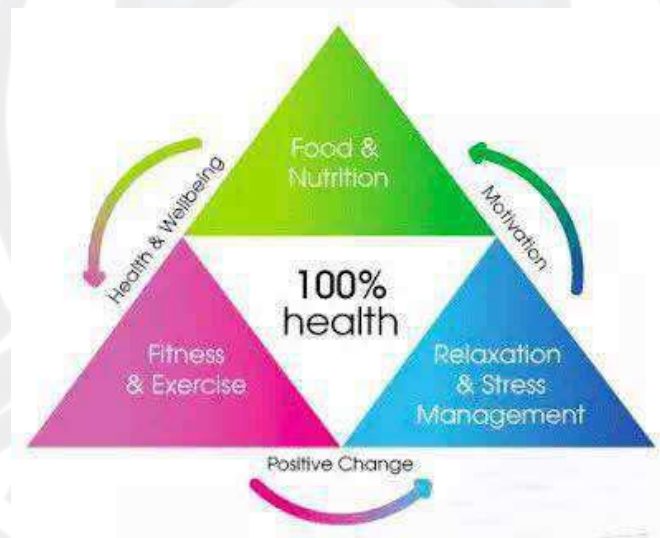 Food &
Nutrition
Health & Wellbeing
Motivation
100%
health
Fitness
& Exercise
Relaxation
& Stress
Management
Positive Change